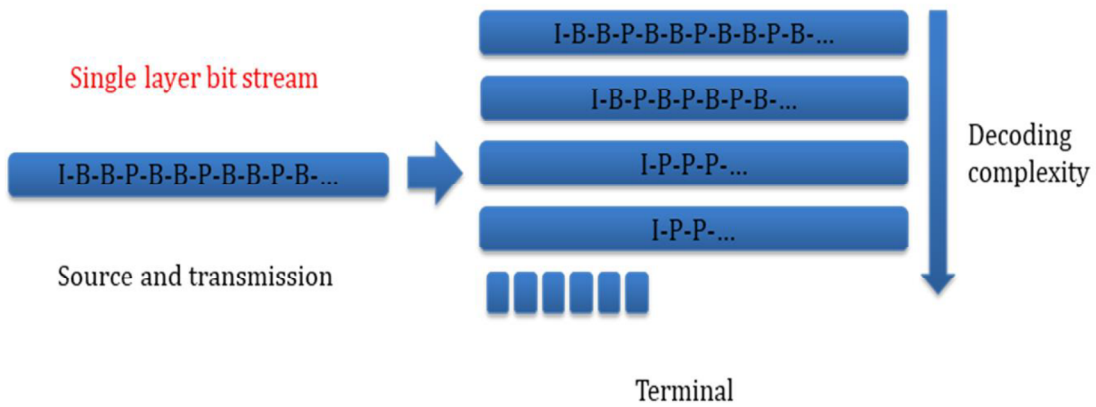 Single layer bit stream
I-B-B-P-B-B-P-B-B-P-B-...
Source and transmission
I-B-B-P-B-B-P-B-B-P-B-...
I-B-P-B-P-B-P-B-...
I-P-P-P-...
I-P-P-...
Decoding
complexity
Terminal